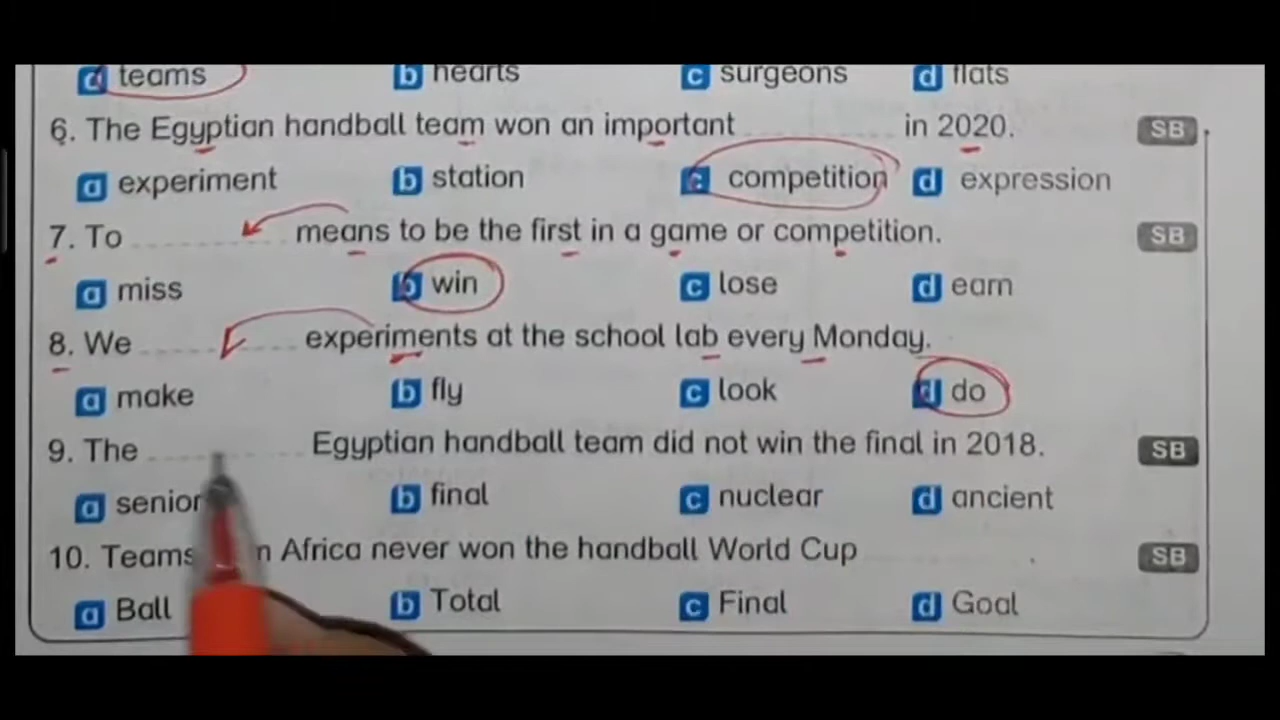 a teams b hearts c surgeons d flats
6. The Egyptian handball team won an important in 2020. SB
a experiment b station c competition d expression
7. To means to be the first in a game or competition. SB
a miss b win c lose d earn
8. We experiments at the school lab every Monday.
a make b fly c look d do
9. The Egyptian handball team did not win the final in 2018. SB
a senior b final c nuclear d ancient
10. Teams Africa never won the handball World Cup SB
a Ball b Total c Final d Goal